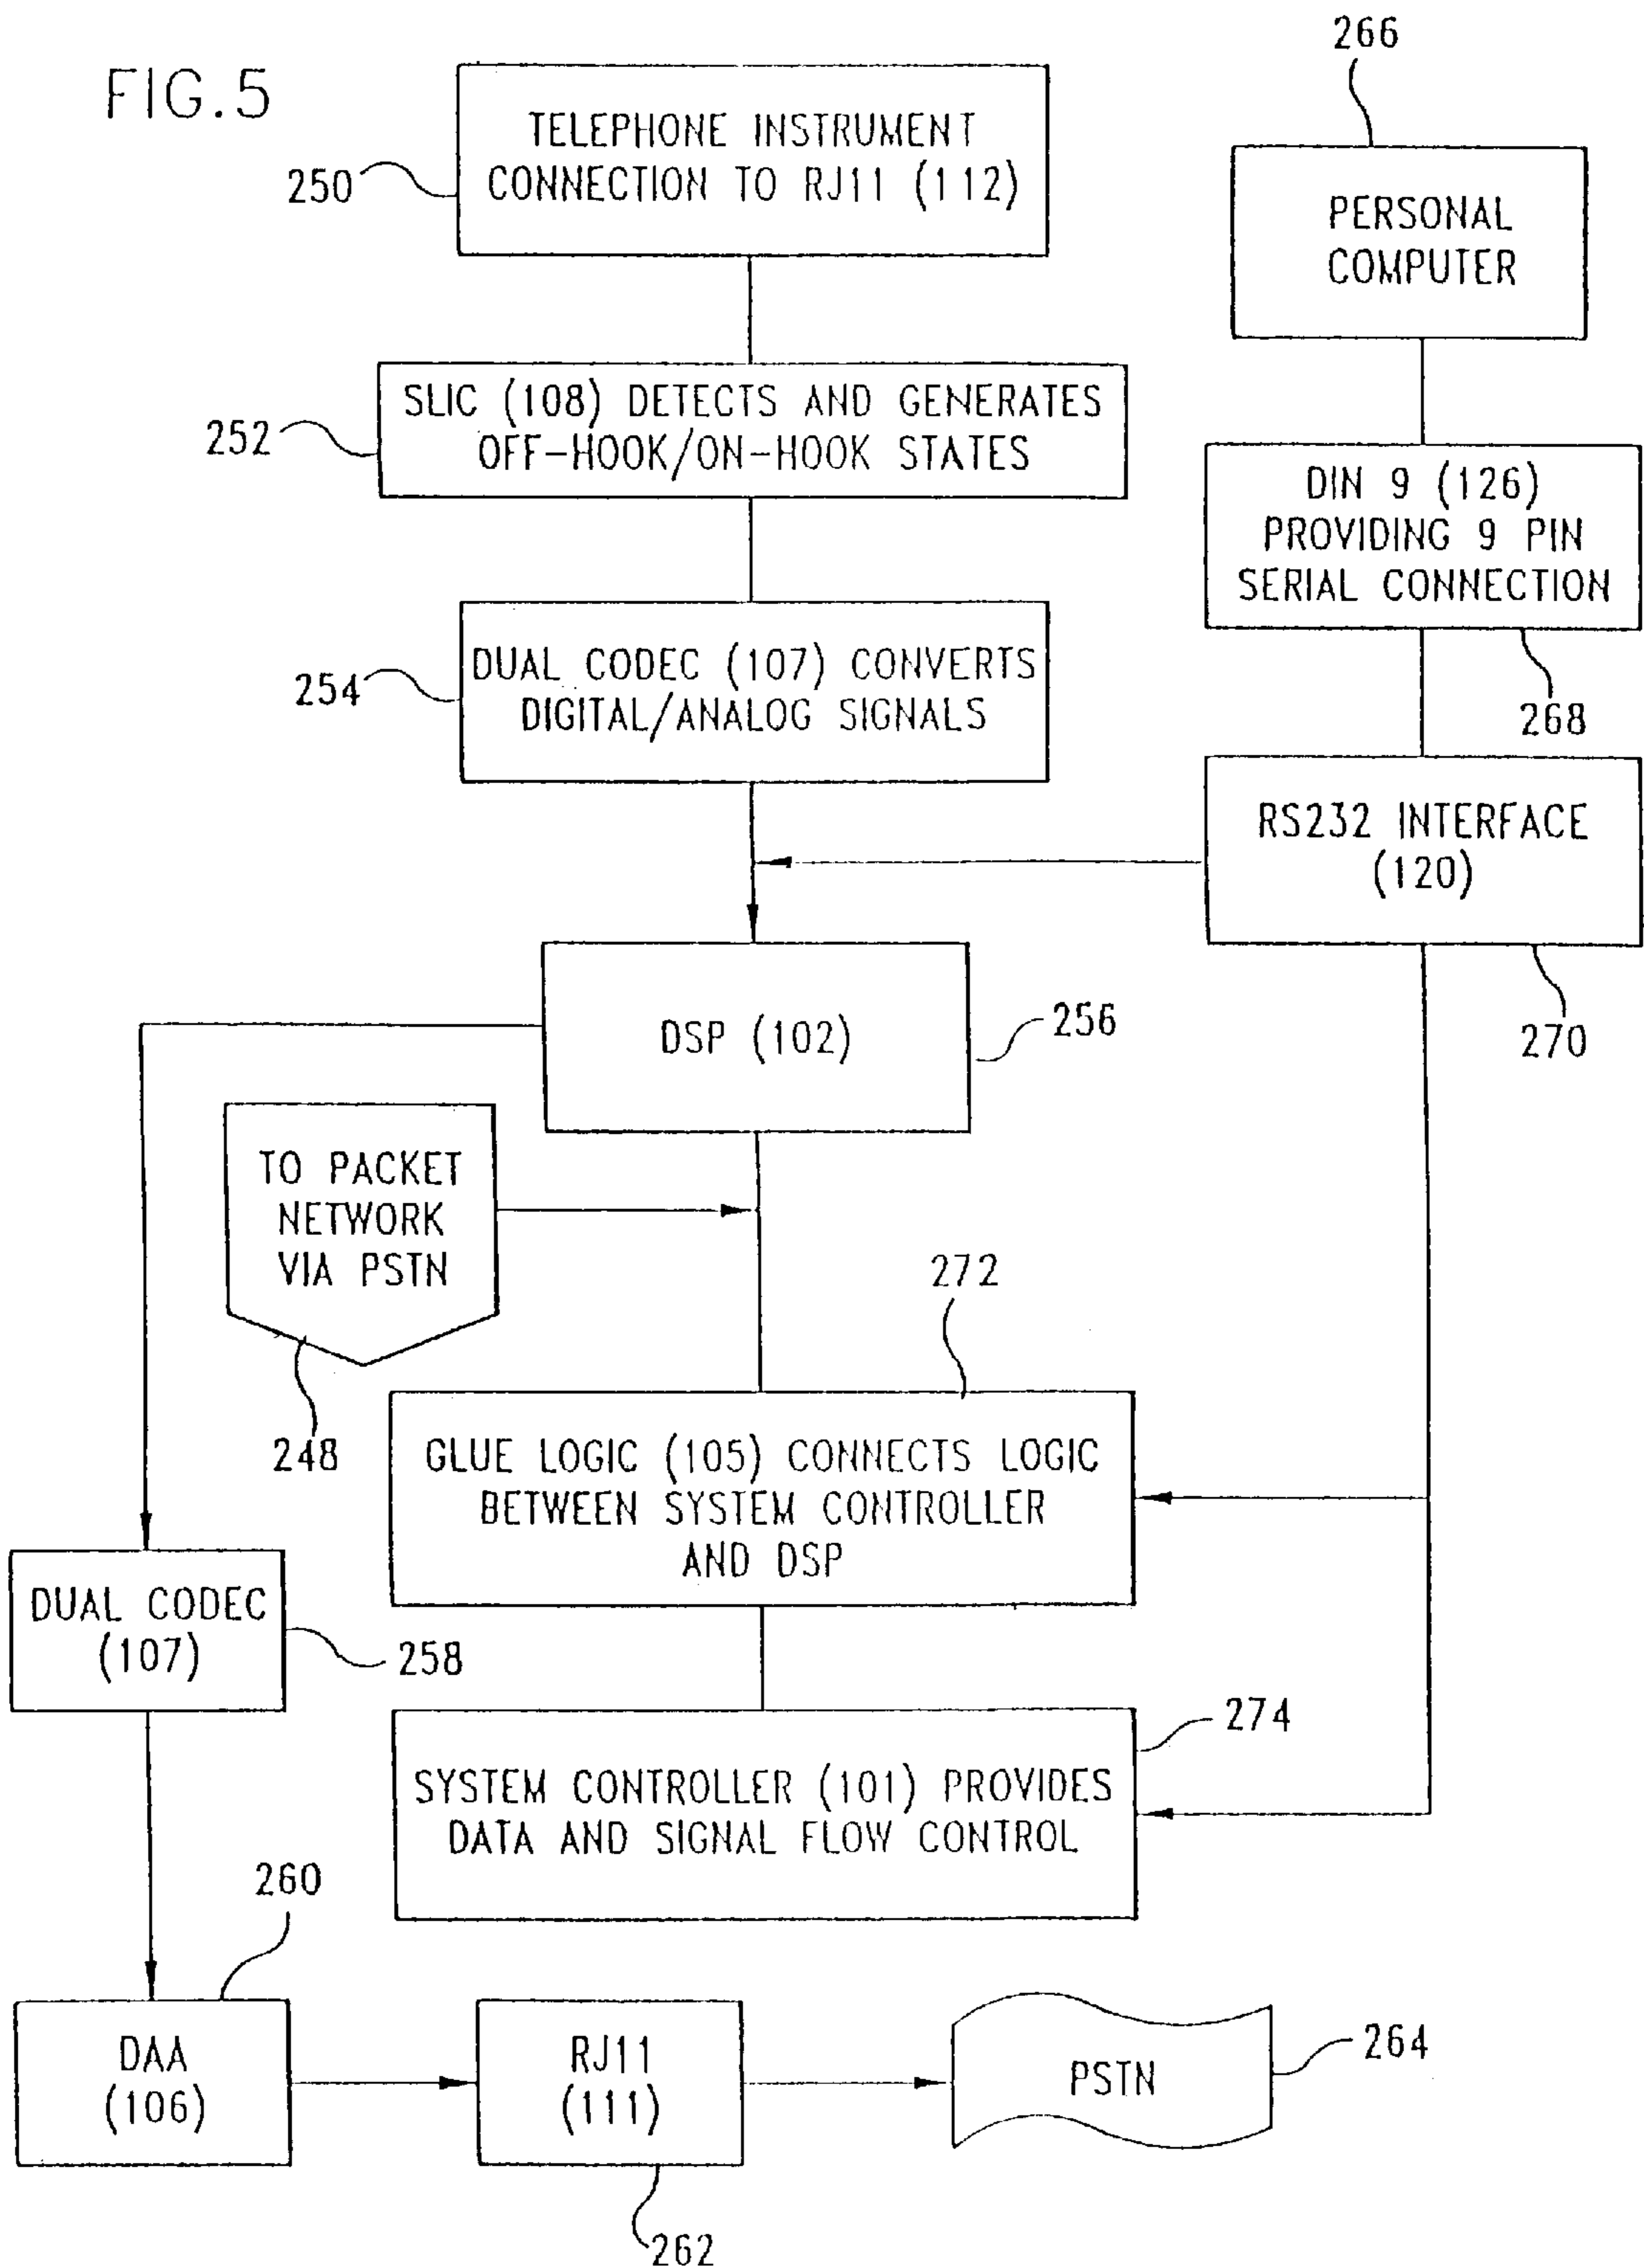 FIG.5
266
TELEPHONE INSTRUMENT
CONNECTION TO RJ11 (112)
250
PERSONAL
COMPUTER
SLIC (108) DETECTS AND GENERATES
OFF-HOOK/ON-HOOK STATES
252
DIN 9 (126)
PROVIDING 9 PIN
SERIAL CONNECTION
268
DUAL CODEC (107) CONVERTS
DIGITAL/ANALOG SIGNALS
254
RS232 INTERFACE
(120)
270
DSP (102)
256
TO PACKET
NETWORK
VIA PSTN
248
272
GLUE LOGIC (105) CONNECTS LOGIC
BETWEEN SYSTEM CONTROLLER
AND DSP
DUAL CODEC
(107)
258
274
SYSTEM CONTROLLER (101) PROVIDES
DATA AND SIGNAL FLOW CONTROL
260
DAA
(106)
RJ11
(111)
262
PSTN
264